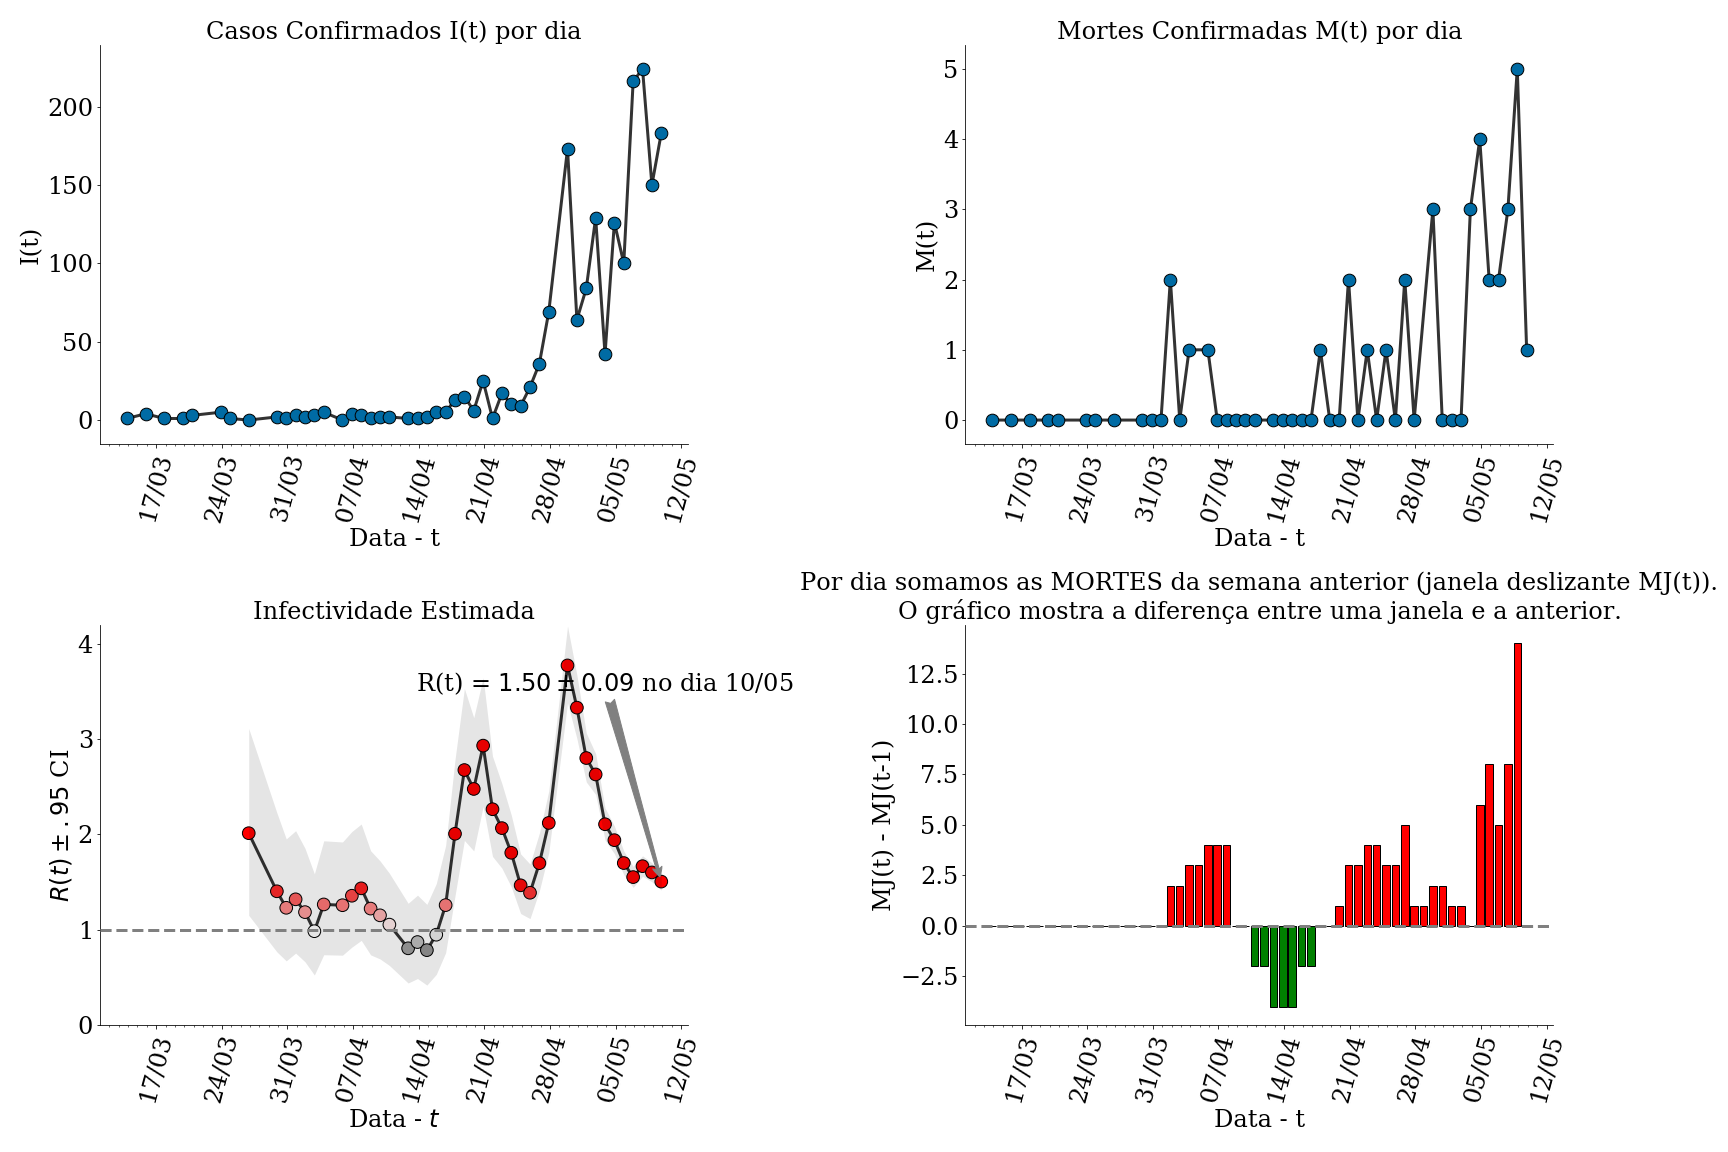 Casos Confirmados I(t) por dia
I(t)
200
150
100
50
0
17/03 24/03 31/03 07/04 14/04 21/04 28/04 05/05 12/05
Data - t
Mortes Confirmadas M(t) por dia
M(t)
5
4
3
2
1
0
17/03 24/03 31/03 07/04 14/04 21/04 28/04 05/05 12/05
Data - t
Infectividade Estimada
R(t) = 1.50 ± 0.09 no dia 10/05
R(t) ± .95 CI
4
3
2
1
0
17/03 24/03 31/03 07/04 14/04 21/04 28/04 05/05 12/05
Data - t
Por dia somamos as MORTES da semana anterior (janela deslizante MJ(t)).
O gráfico mostra a diferença entre uma janela e a anterior.
MJ(t) - MJ(t-1)
12.5
10.0
7.5
5.0
2.5
0.0
−2.5
17/03 24/03 31/03 07/04 14/04 21/04 28/04 05/05 12/05
Data - t